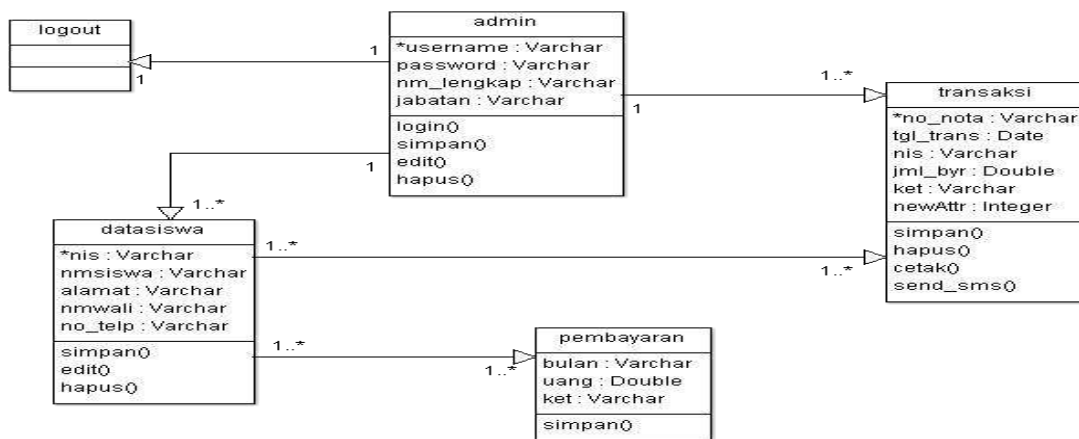 logout
1
1
admin
*username : Varchar
password : Varchar
nm_lengkap : Varchar
jabatan : Varchar
login()
simpan()
edit()
hapus()
1
1..*
transaksi
*no_nota : Varchar
tgl_trans : Date
nis : Varchar
jml_byr : Double
ket : Varchar
newAttr : Integer
simpan()
hapus()
cetak()
send_sms()
1
1..*
datasiswa
*nis : Varchar
nmsiswa : Varchar
alamat : Varchar
nmwali : Varchar
no_telp : Varchar
simpan()
edit()
hapus()
1..*
1..*
1..*
1..*
pembayaran
bulan : Varchar
uang : Double
ket : Varchar
simpan()